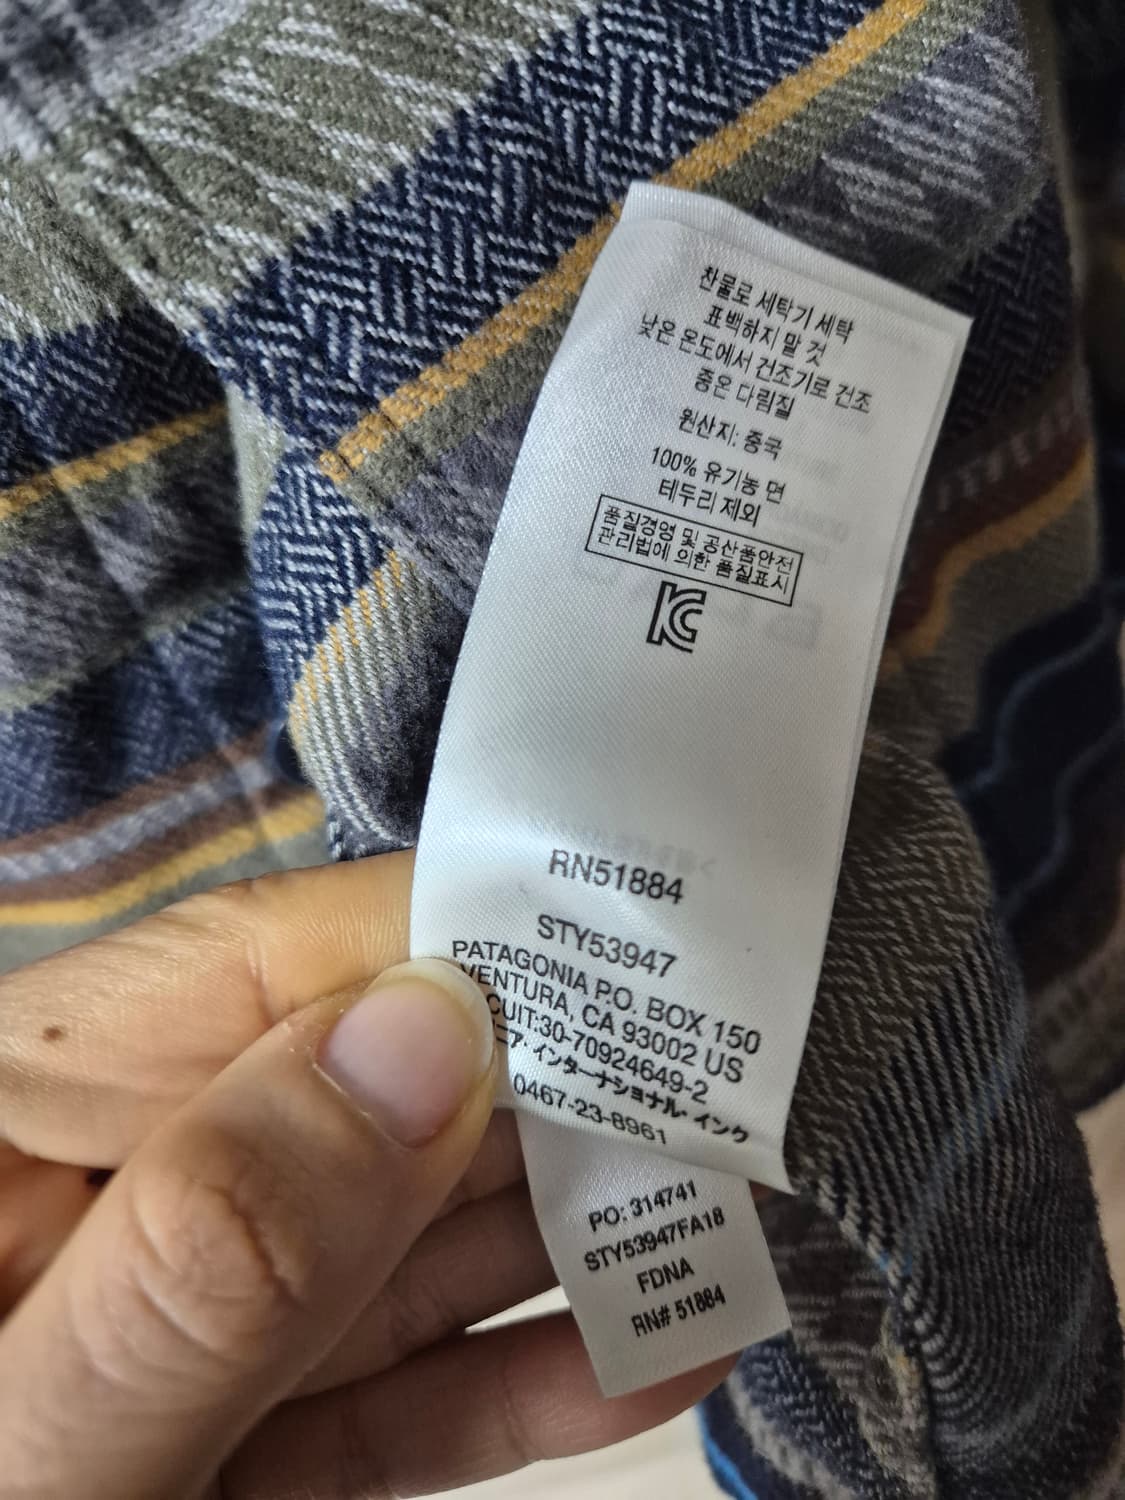 찬물로 세탁기 세탁
표백하지 말 것
낮은 온도에서 건조기로 건조
중온 다림질
원산지: 중국
100% 유기농 면
테두리 제외
품질경영 및 공산품안전
관리법에 의한 품질표시
RN51884
STY53947
PATAGONIA P.O. BOX 150
VENTURA, CA 93002 US
CUIT:30-70924649-2
ニア・インターナショナル・インク
0467-23-8961
PO: 314741
STY53947FA18
FDNA
RN# 51884